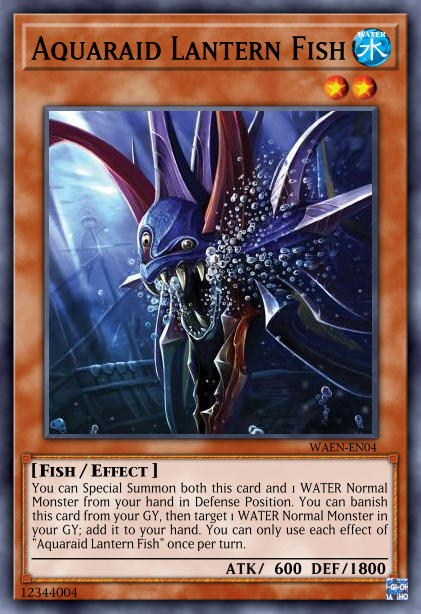 AQUARAID LANTERN FISH
WATER
水
WAEN-EN04
[FISH / EFFECT]
You can Special Summon both this card and 1 WATER Normal
Monster from your hand in Defense Position. You can banish
this card from your GY, then target 1 WATER Normal Monster in
your GY; add it to your hand. You can only use each effect of
"Aquaraid Lantern Fish" once per turn.
ATK/ 600 DEF/1800
12344004